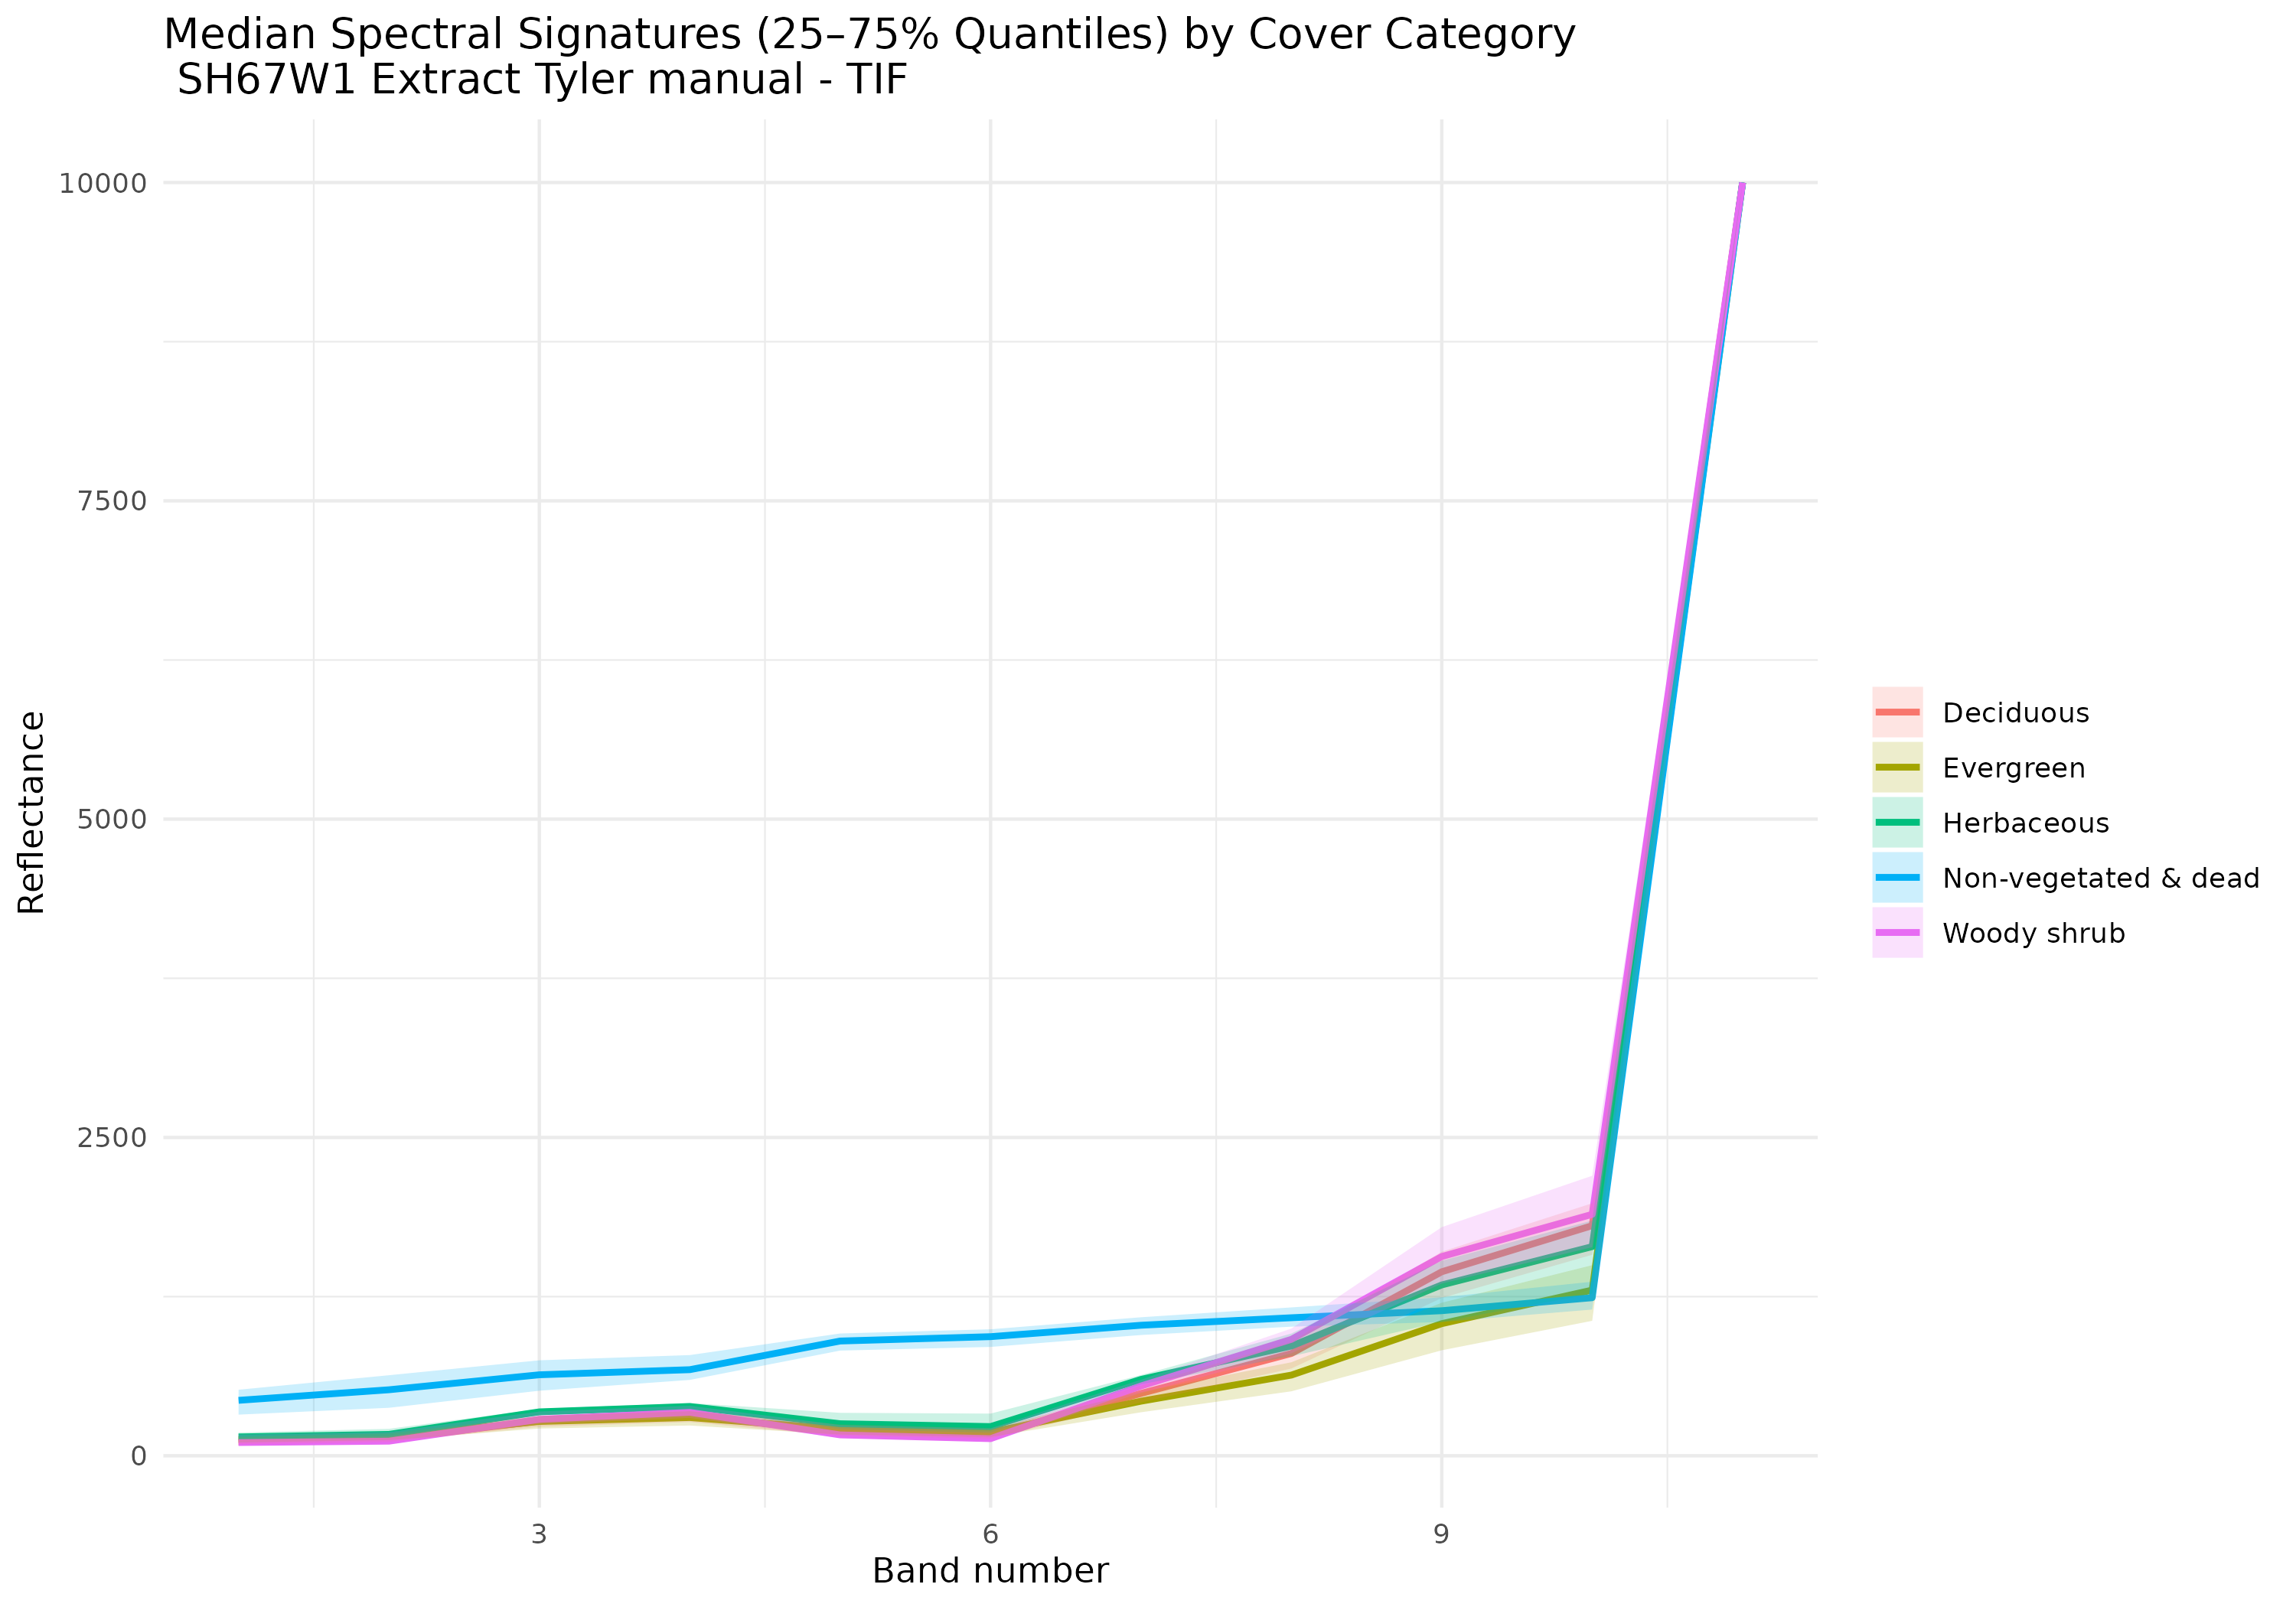 Median Spectral Signatures (25–75% Quantiles) by Cover Category
SH67W1 Extract Tyler manual - TIF
10000
7500
5000
2500
0
Reflectance
3
6
9
Band number
Deciduous
Evergreen
Herbaceous
Non-vegetated & dead
Woody shrub